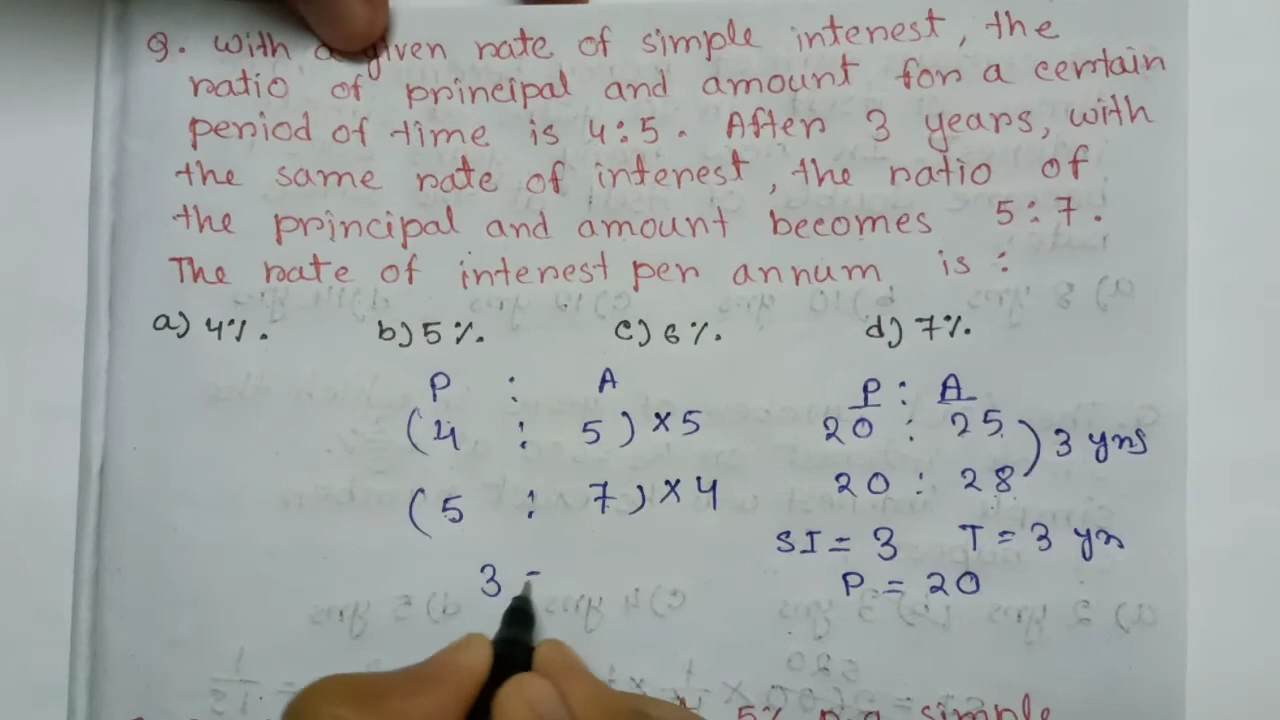 Q. With a given rate of simple interest, the
ratio of principal and amount for a certain
period of time is 4:5. After 3 years, with
the same rate of interest, the ratio of
the principal and amount becomes 5:7.
The rate of interest per annum is:
a) 4%. b) 5%. c) 6%. d) 7%.
P : A
(4 : 5) × 5
(5 : 7) × 4
3 =
P : A
20 : 25
20 : 28 ) 3 yrs
SI = 3 T = 3 yr
P = 20
5% p.a simple